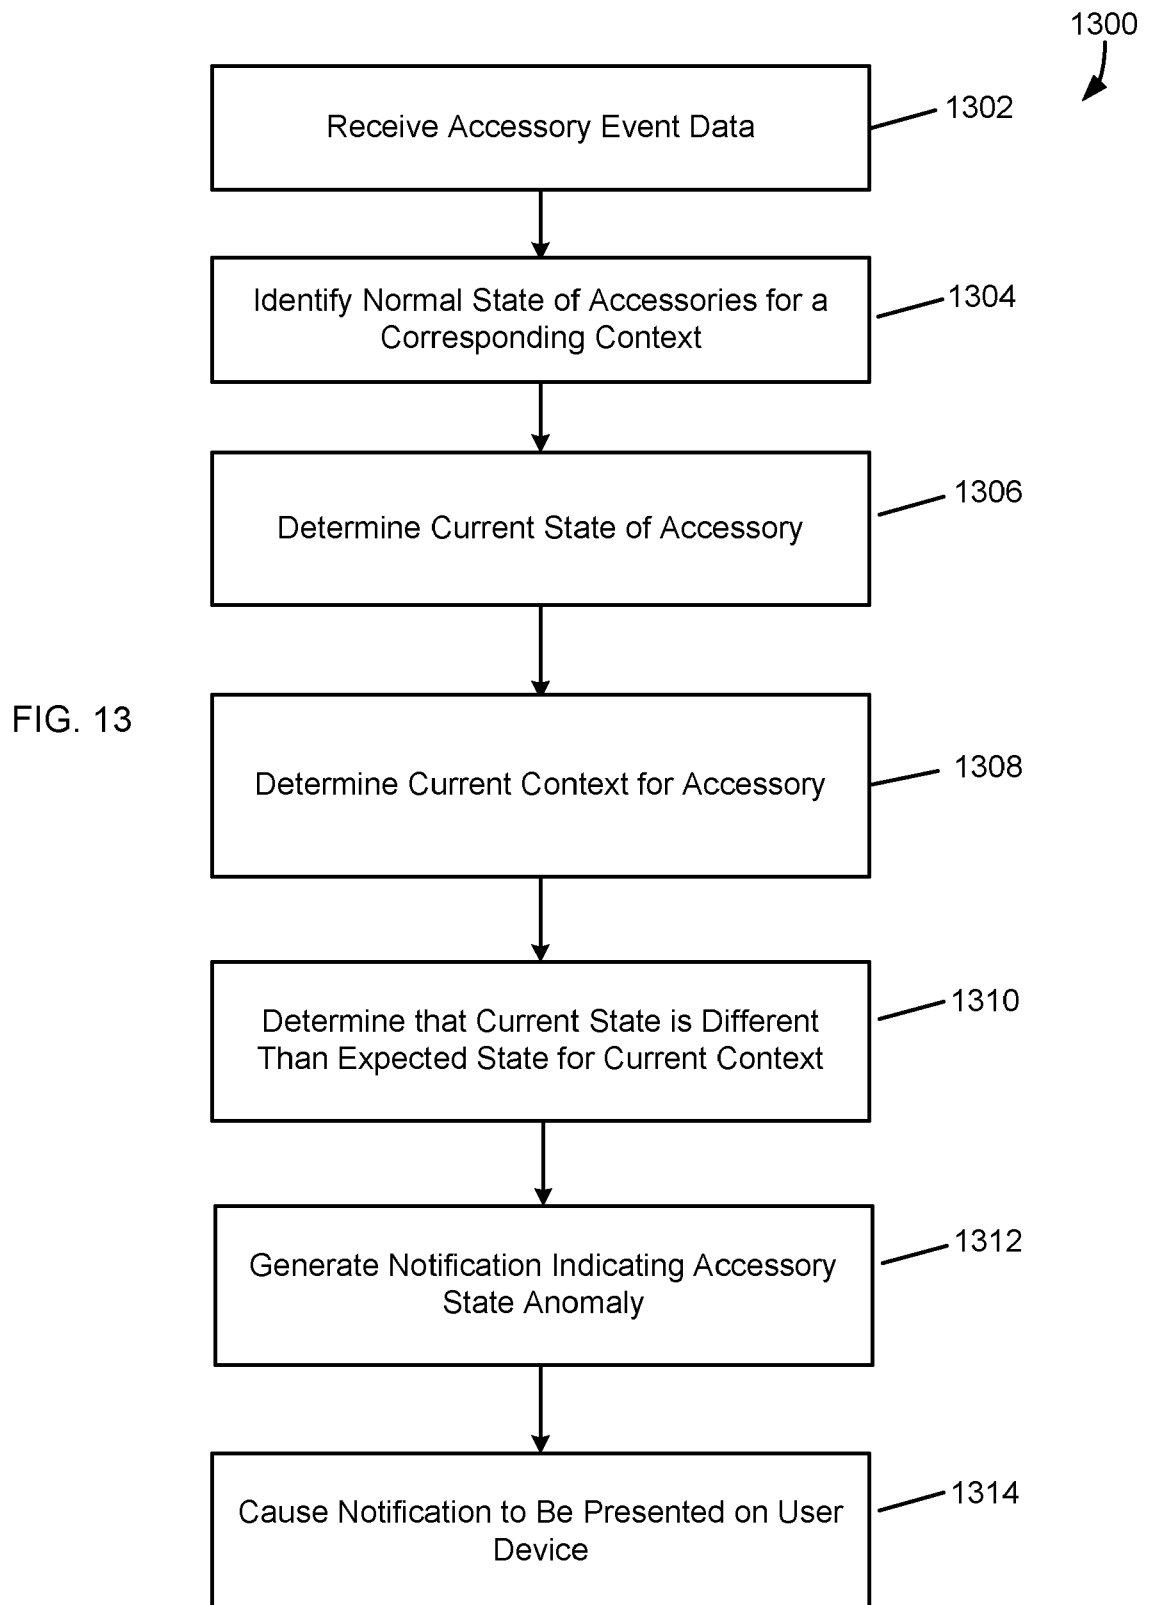 1300
Receive Accessory Event Data
1302
Identify Normal State of Accessories for a
Corresponding Context
1304
Determine Current State of Accessory
1306
FIG. 13
Determine Current Context for Accessory
1308
Determine that Current State is Different
Than Expected State for Current Context
1310
Generate Notification Indicating Accessory
State Anomaly
1312
Cause Notification to Be Presented on User
Device
1314